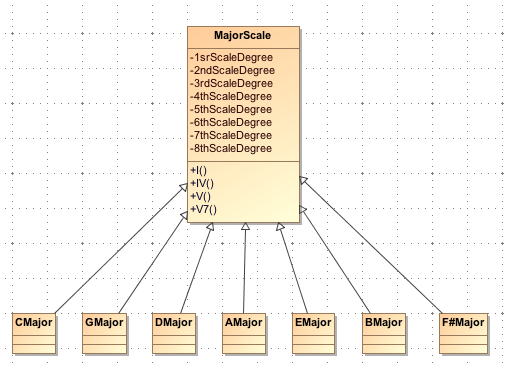 MajorScale
-1srScaleDegree
-2ndScaleDegree
-3rdScaleDegree
-4thScaleDegree
-5thScaleDegree
-6thScaleDegree
-7thScaleDegree
-8thScaleDegree
+I()
+IV()
+V()
+V7()
CMajor GMajor DMajor AMajor EMajor BMajor F#Major